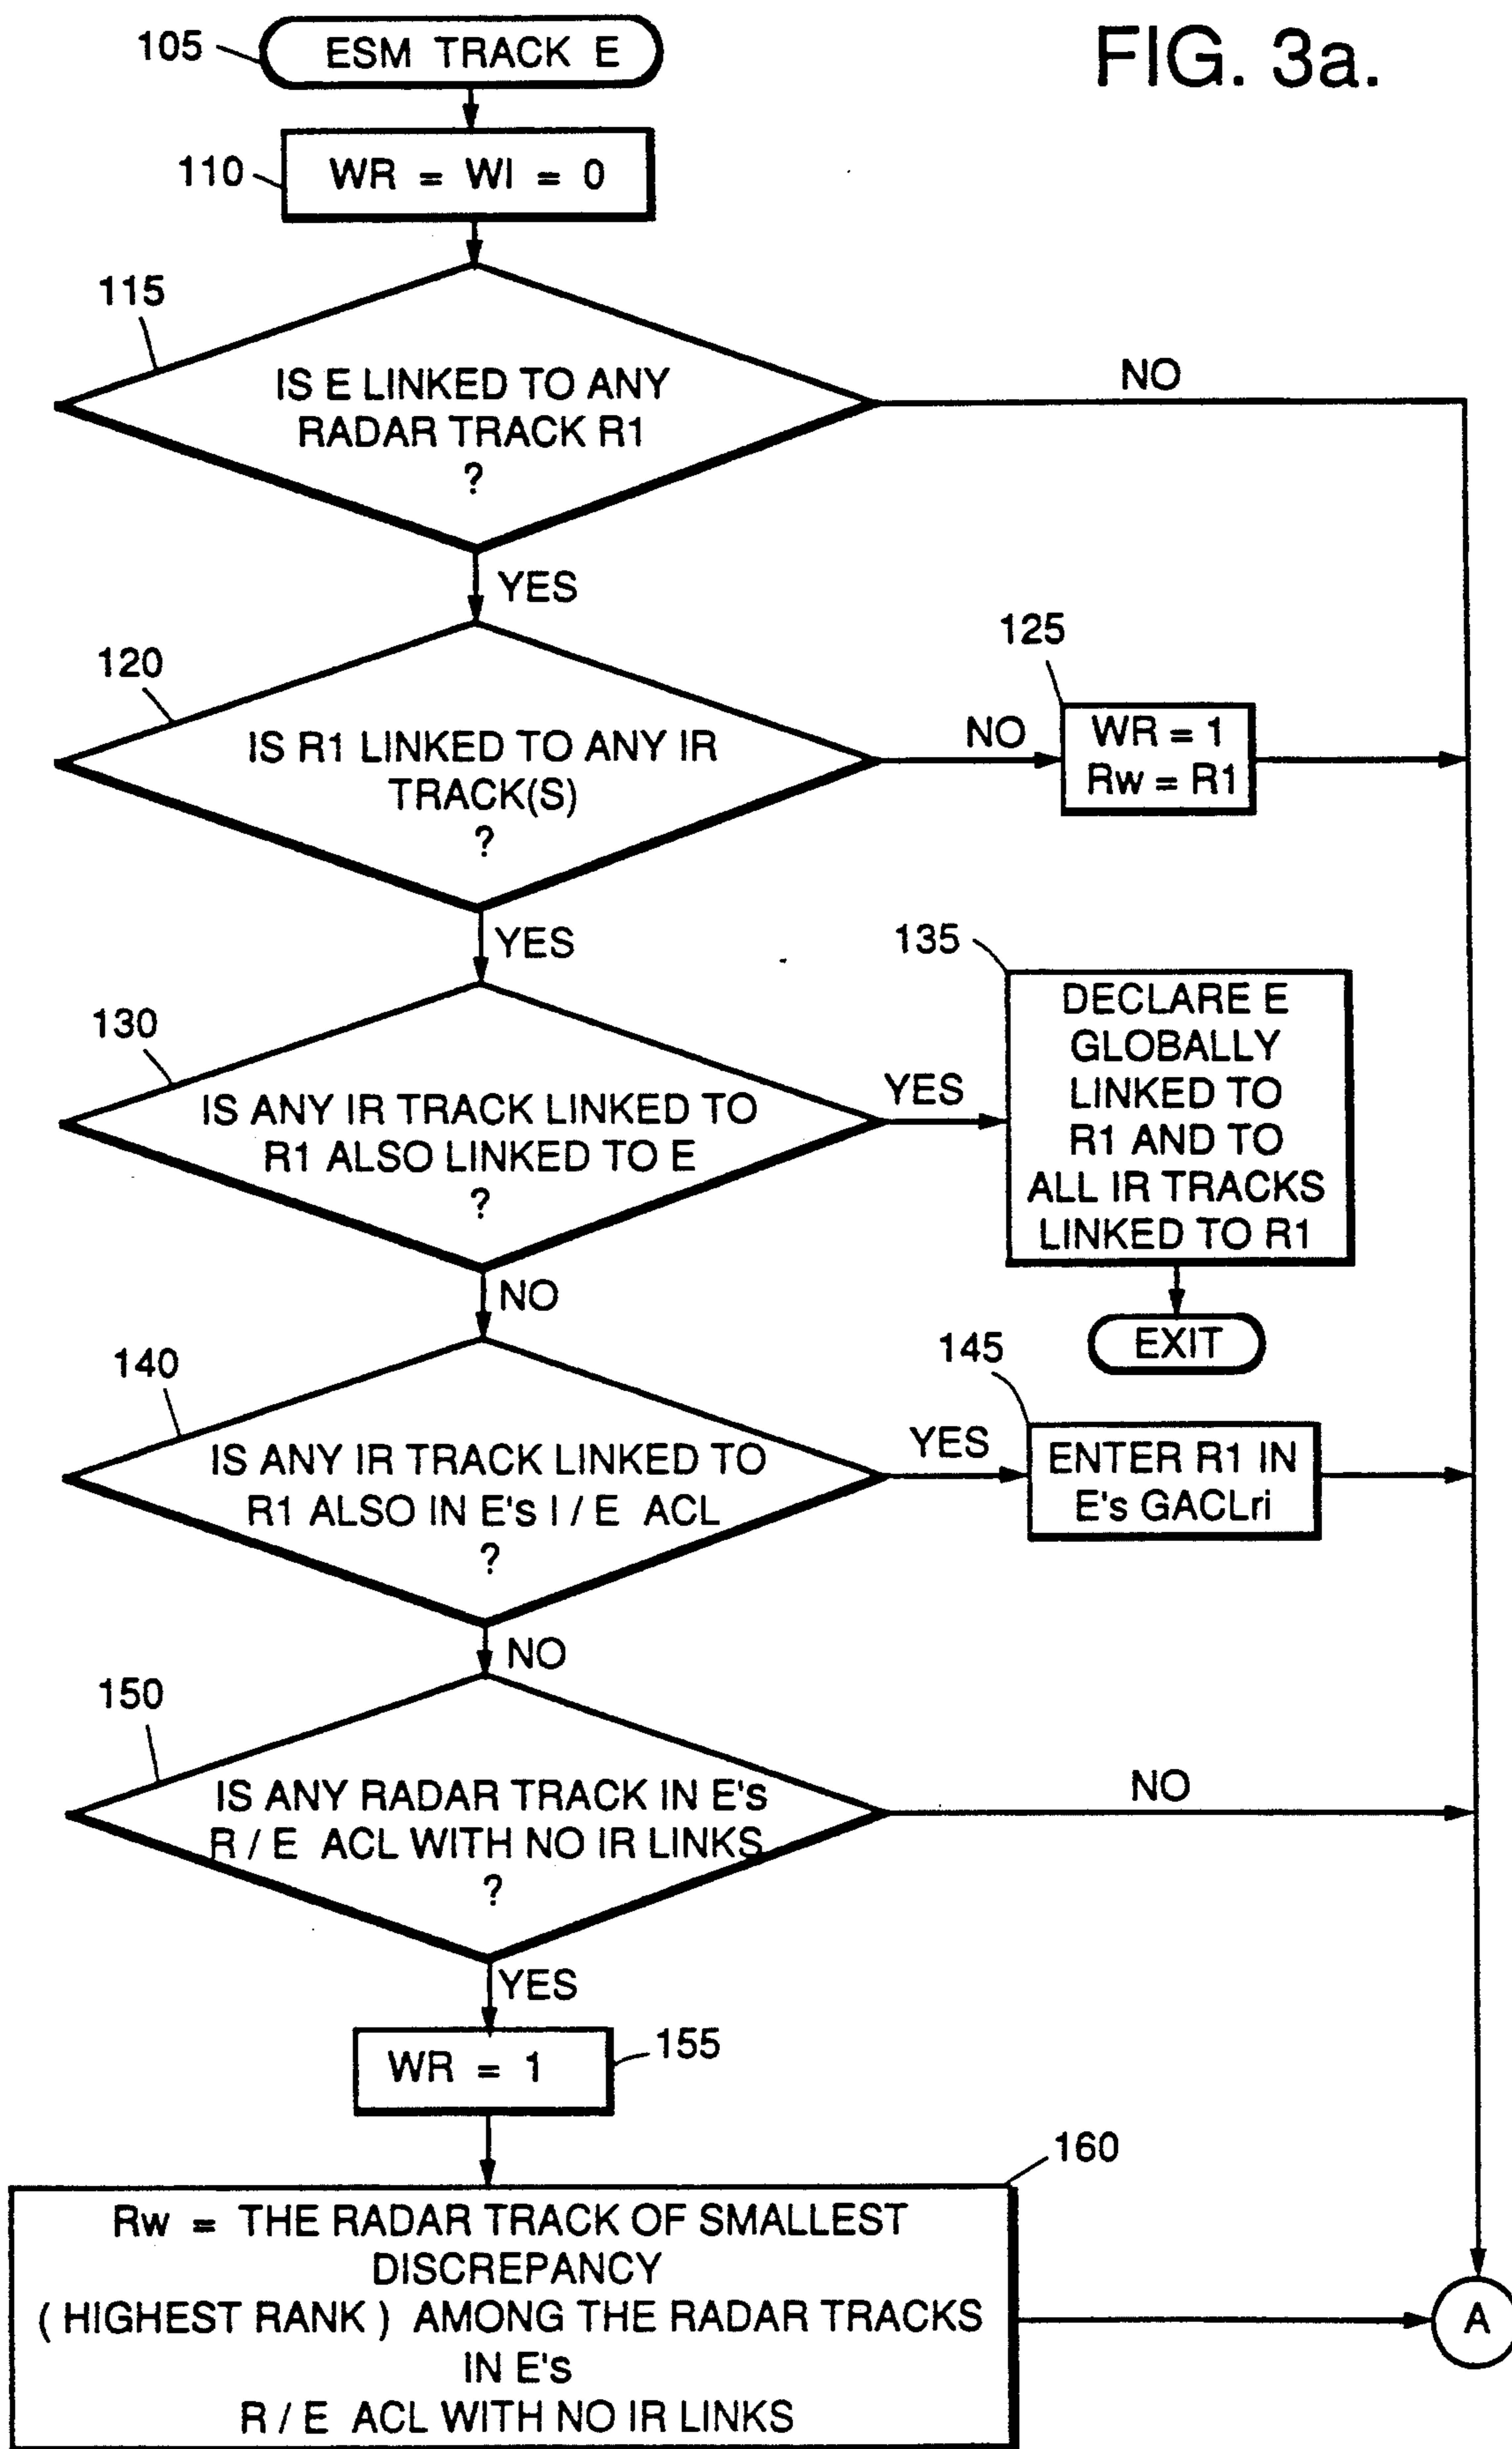 FIG. 3a.
105
ESM TRACK E
110
WR = WI = 0
115
IS E LINKED TO ANY
RADAR TRACK R1
?
NO
YES
120
IS R1 LINKED TO ANY IR
TRACK(S)
?
NO
125
WR = 1
Rw = R1
YES
130
IS ANY IR TRACK LINKED TO
R1 ALSO LINKED TO E
?
YES
135
DECLARE E
GLOBALLY
LINKED TO
R1 AND TO
ALL IR TRACKS
LINKED TO R1
EXIT
NO
140
IS ANY IR TRACK LINKED TO
R1 ALSO IN E's I / E ACL
?
YES
145
ENTER R1 IN
E's GACLri
NO
150
IS ANY RADAR TRACK IN E's
R / E ACL WITH NO IR LINKS
?
NO
YES
WR = 1
155
160
Rw = THE RADAR TRACK OF SMALLEST
DISCREPANCY
( HIGHEST RANK ) AMONG THE RADAR TRACKS
IN E's
R / E ACL WITH NO IR LINKS
A